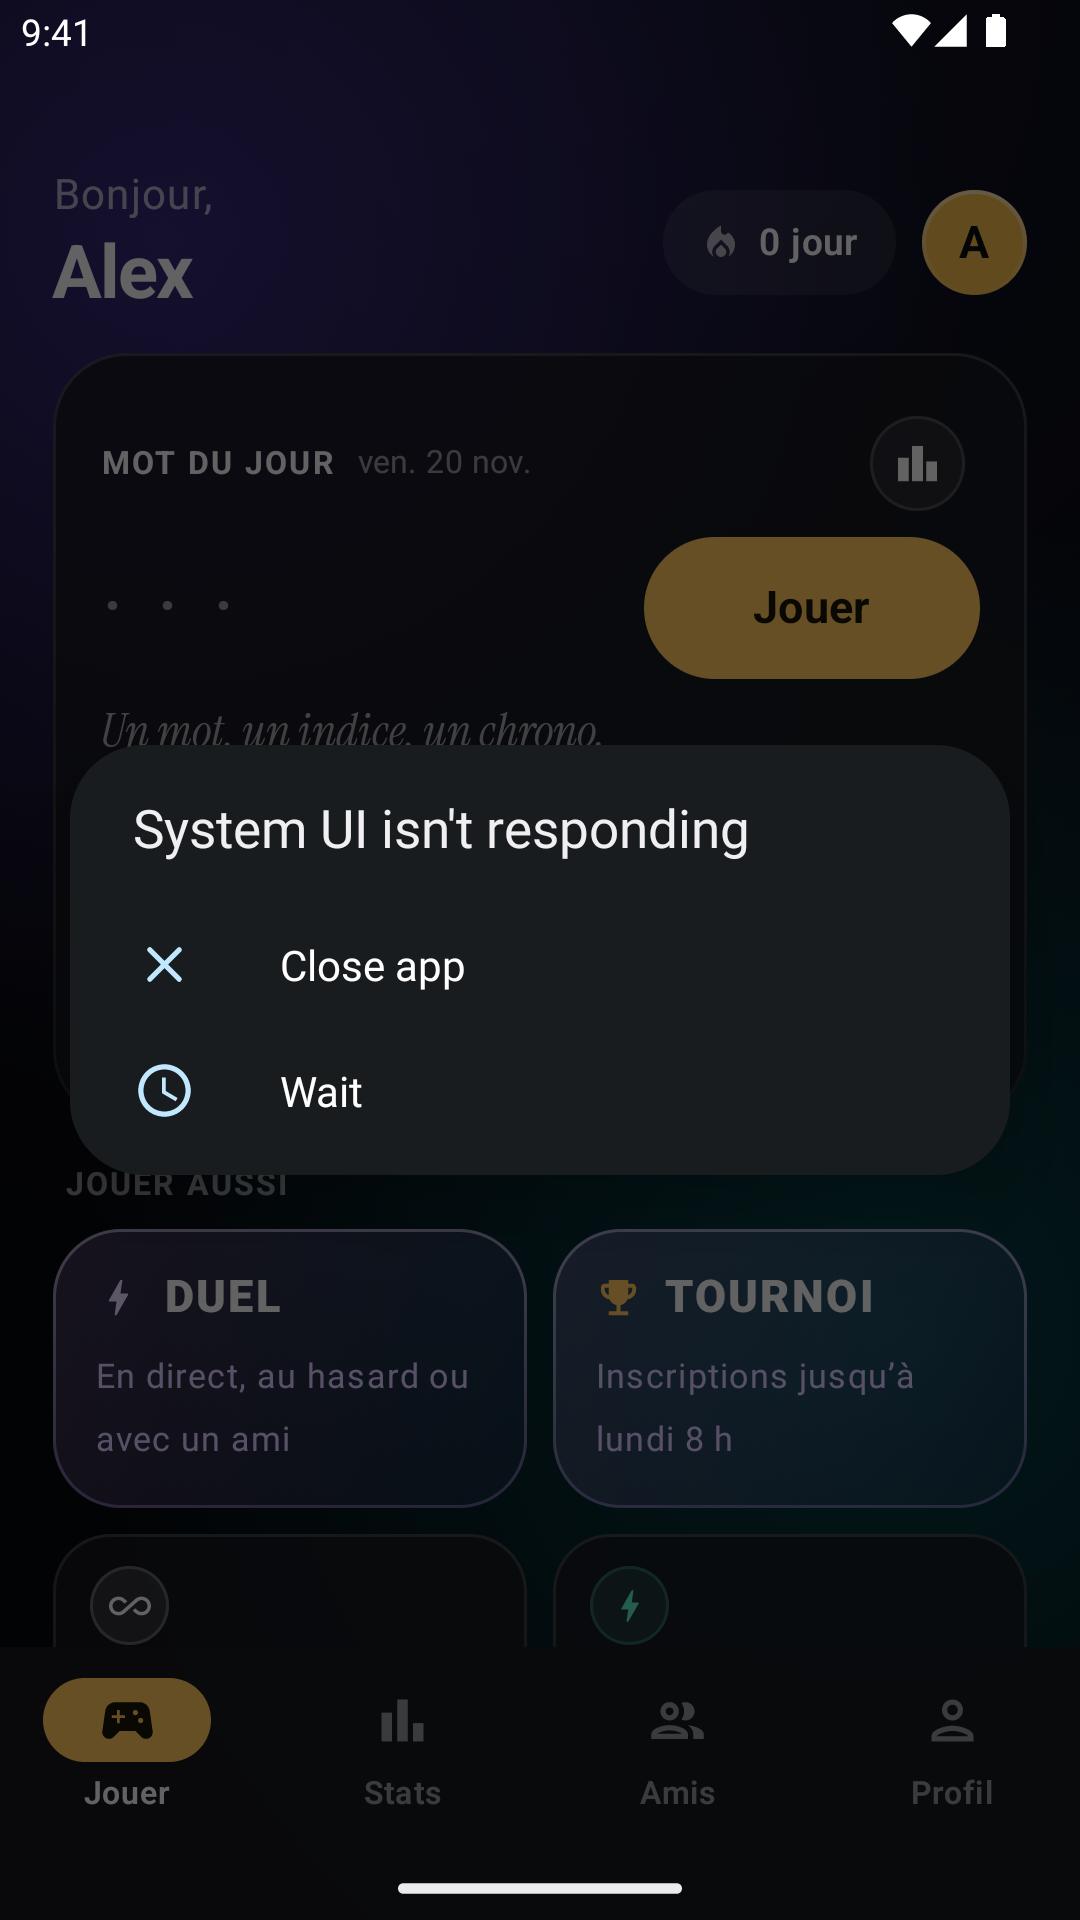 9:41
Bonjour,
Alex
0 jour
A
MOT DU JOUR ven. 20 nov.
Jouer
Un mot, un indice, un chrono.
System UI isn't responding
Close app
Wait
JOUER AUSSI
DUEL
En direct, au hasard ou
avec un ami
TOURNOI
Inscriptions jusqu’à
lundi 8 h
Jouer
Stats
Amis
Profil